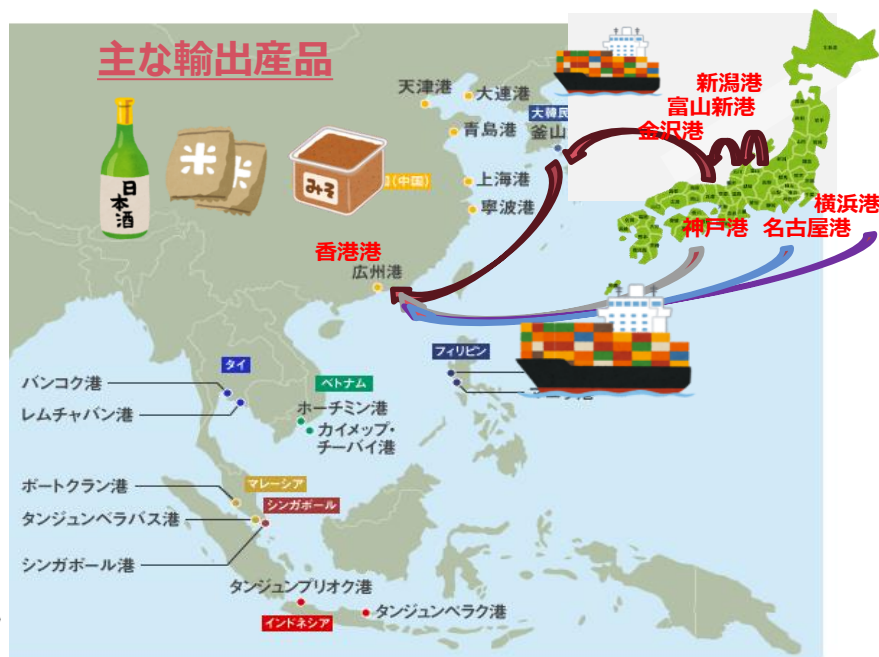 主な輸出産品
日本酒
米
米
みそ
天津港
大連港
青島港
大韓民
釜山
(中国)
上海港
寧波港
新潟港
富山新港
金沢港
横浜港
神戸港
名古屋港
香港港
広州港
タイ
バンコク港
レムチャバン港
ベトナム
ホーチミン港
カイメップ・
チーバイ港
フィリピン
ポートクラン港
マレーシア
シンガポール
タンジュンペラパス港
シンガポール港
タンジュンプリオク港
インドネシア
タンジュンペラク港
北海道